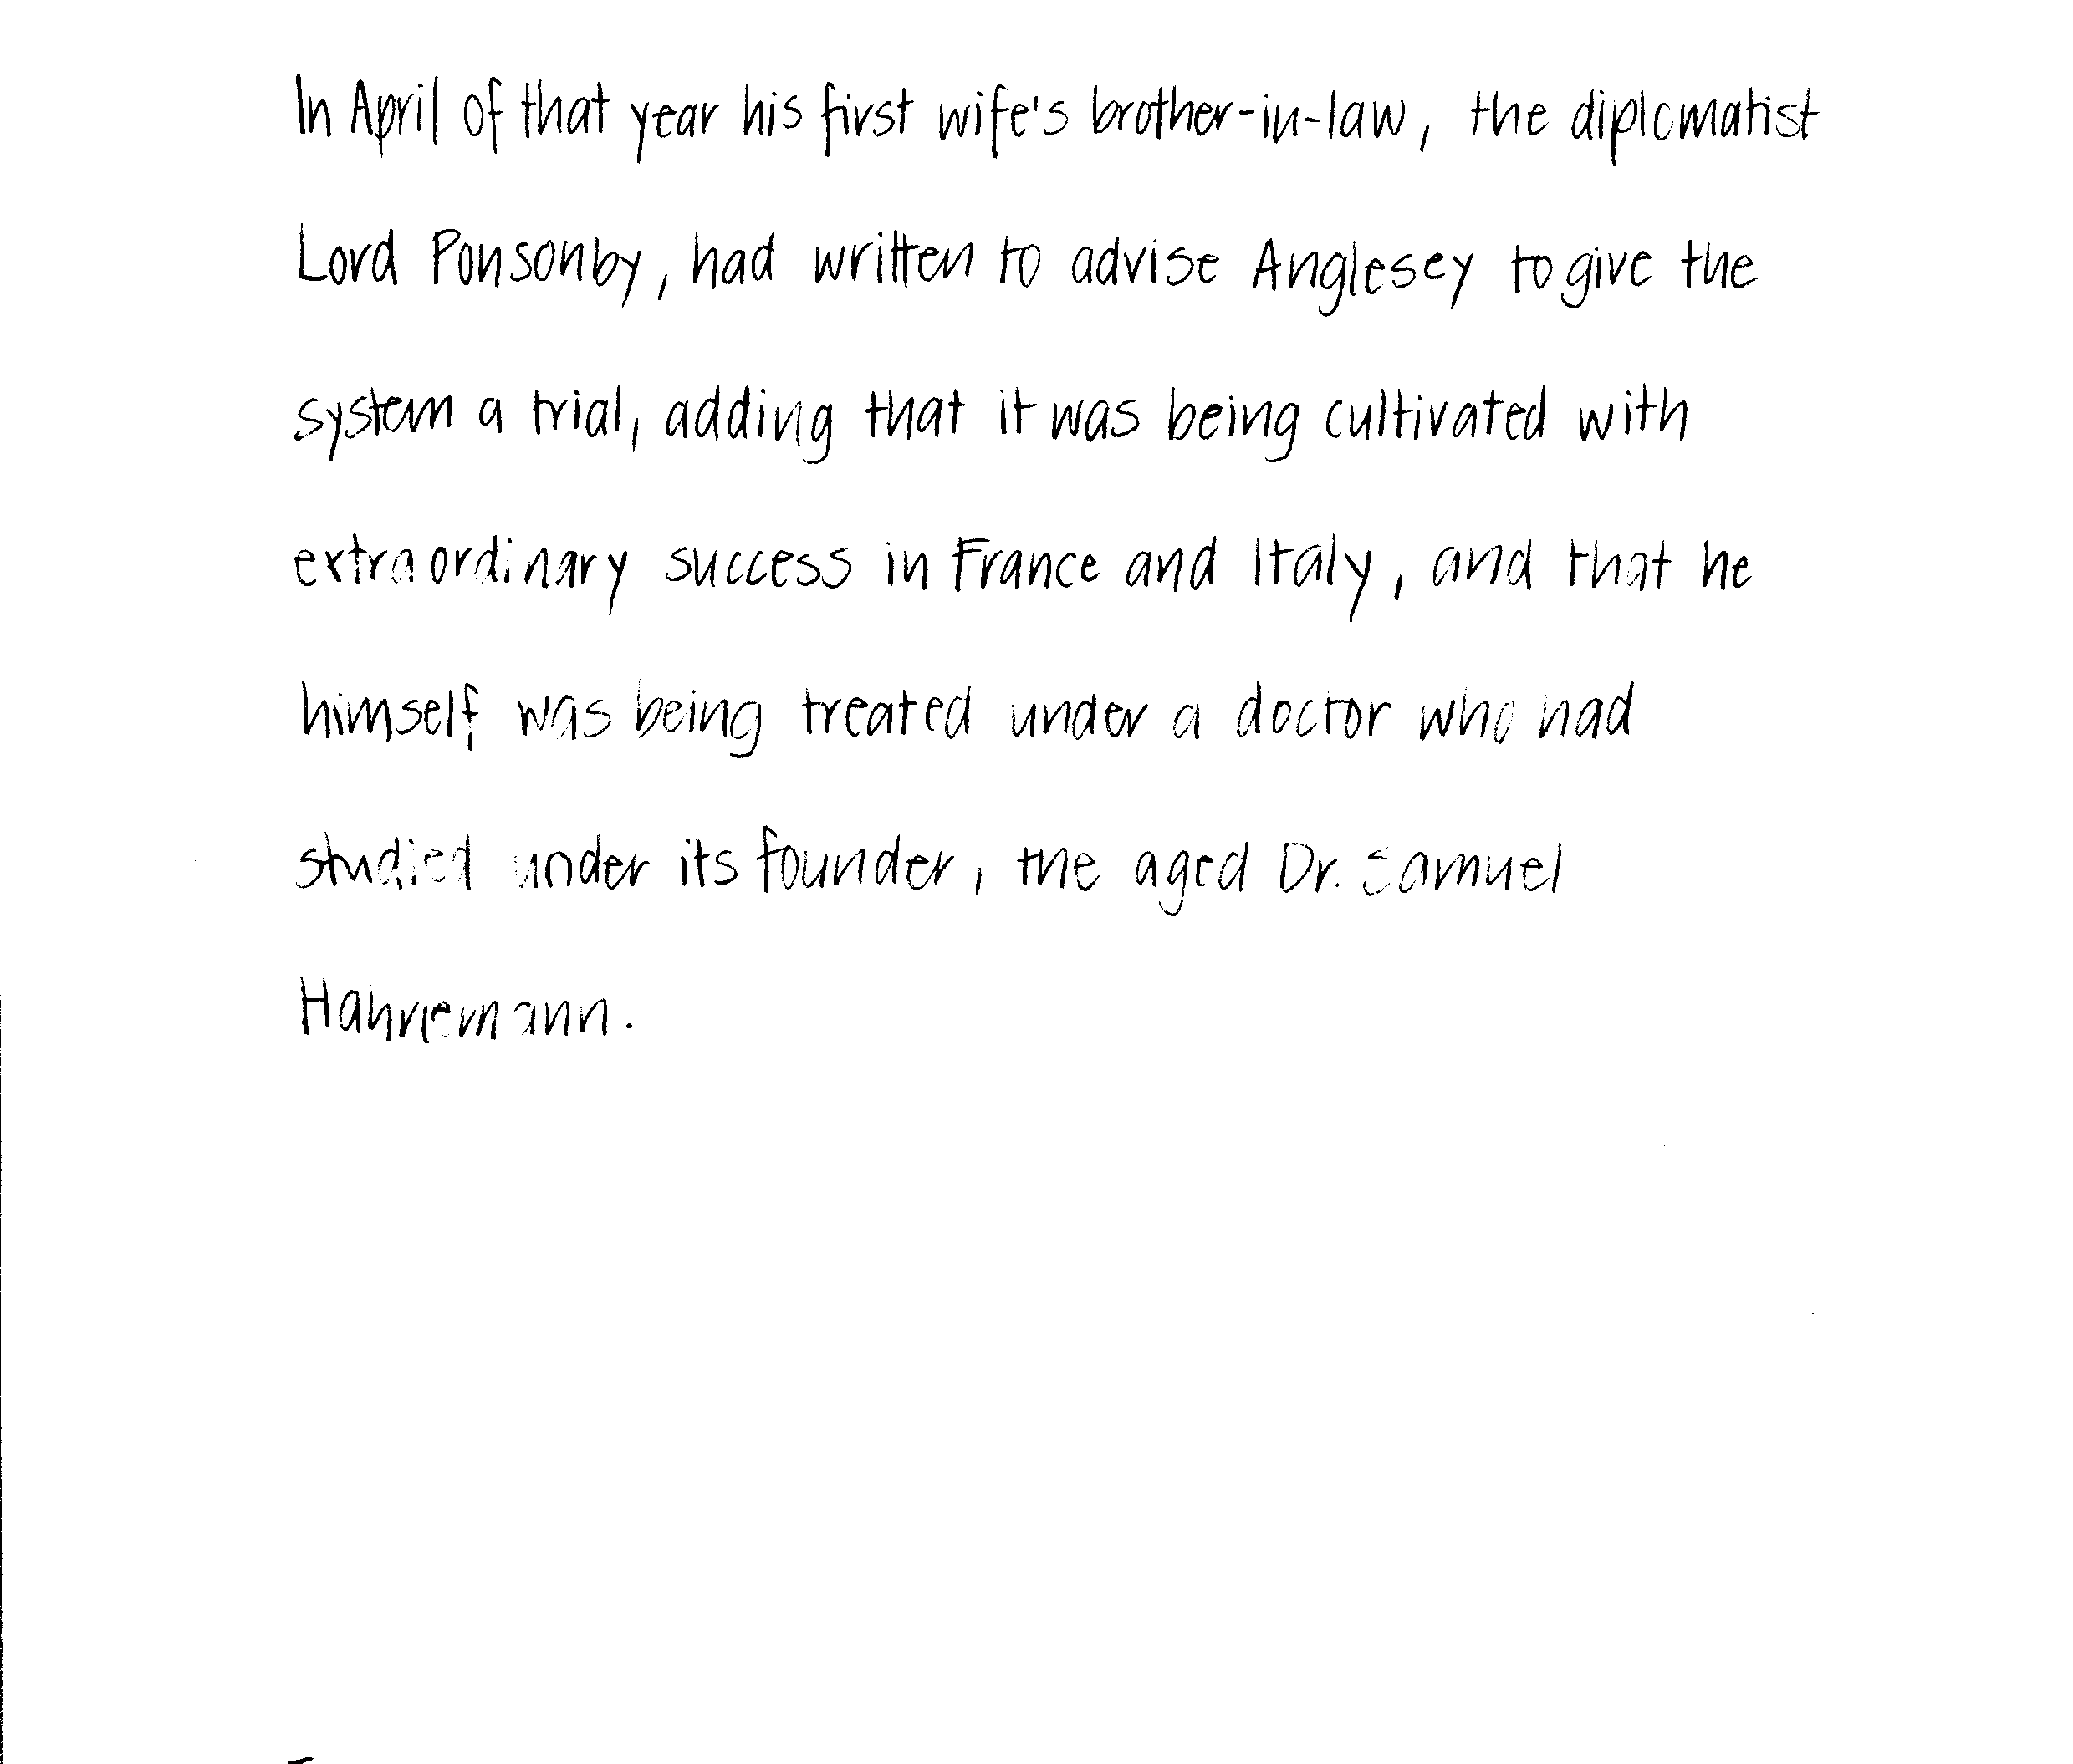 In April of that year his first wife's brother-in-law, the diplomatist
Lord Ponsonby, had written to advise Anglesey to give the
system a trial, adding that it was being cultivated with
extraordinary success in France and Italy, and that he
himself was being treated under a doctor who had
studied under its founder, the aged Dr. Samuel
Hahnemann.